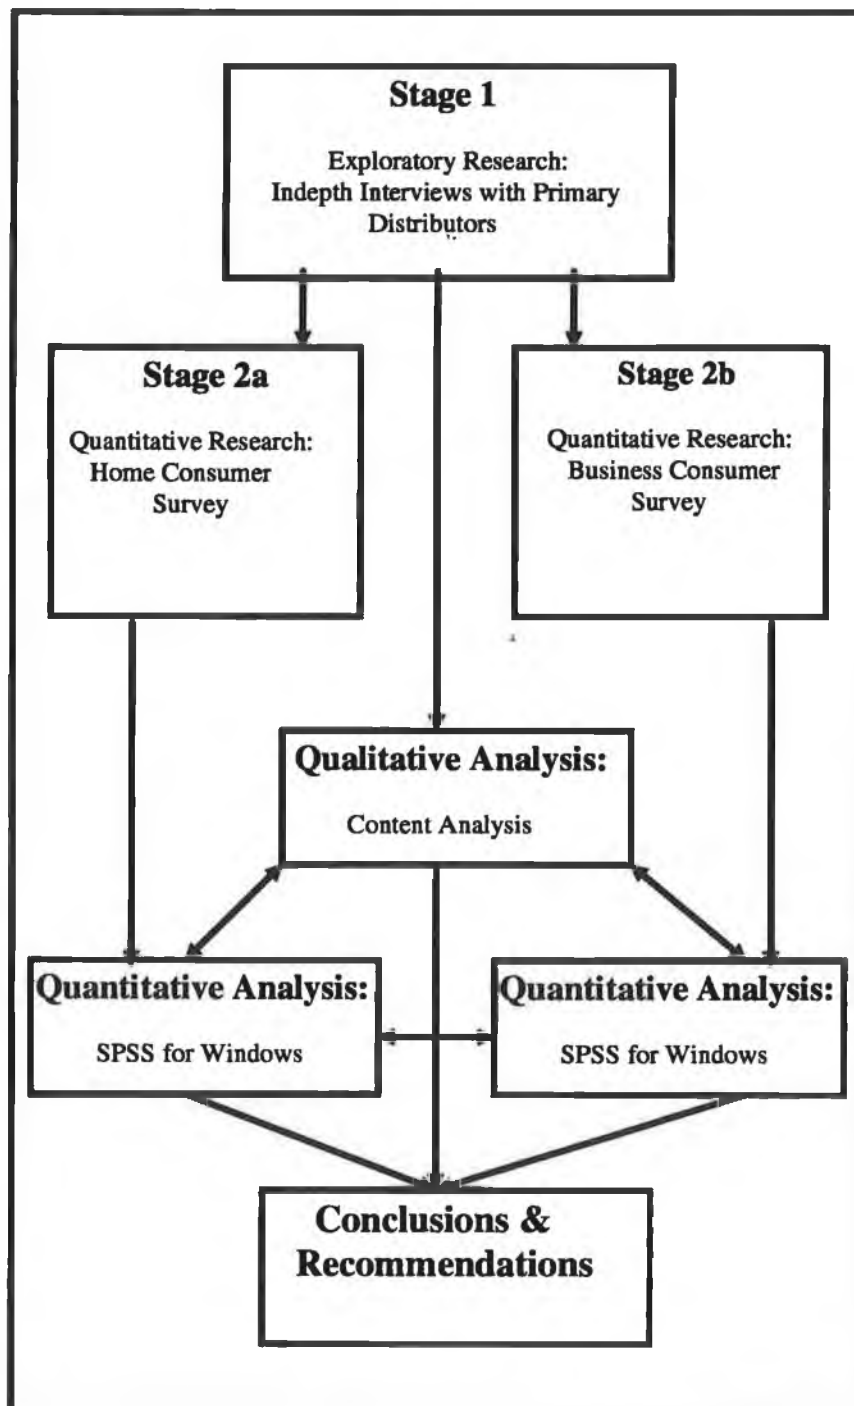 Stage 1
Exploratory Research:
Indepth Interviews with Primary
Distributors
Stage 2a
Quantitative Research:
Home Consumer
Survey
Stage 2b
Quantitative Research:
Business Consumer
Survey
Qualitative Analysis:
Content Analysis
Quantitative Analysis:
SPSS for Windows
Quantitative Analysis:
SPSS for Windows
Conclusions &
Recommendations